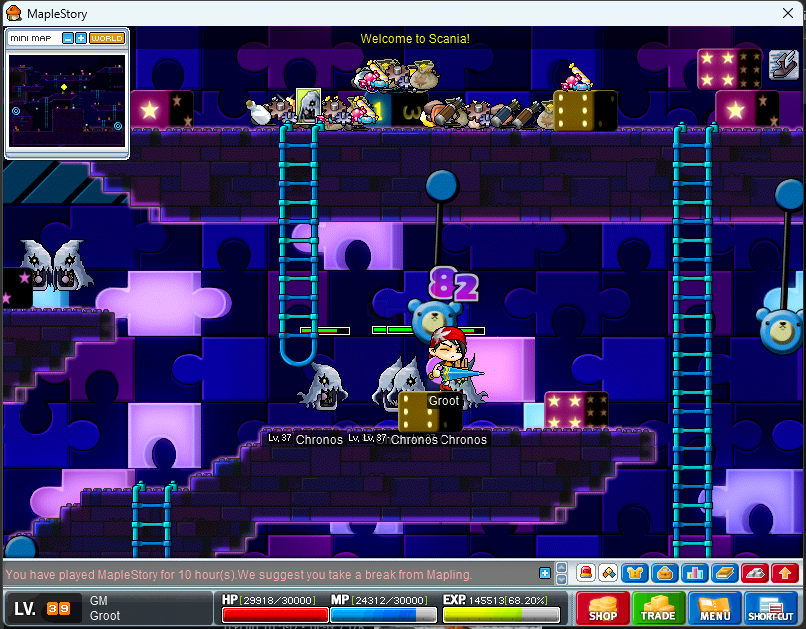 MapleStory
MINI MAP WORLD
Welcome to Scania!
82
Groot
Lv. 37 Chronos Lv. Lv. 37 Chronos Chronos
You have played MapleStory for 10 hour(s).We suggest you take a break from Mapling.
LV. 39
GM
Groot
HP[29918/30000] MP[24312/30000] EXP 145513[68.20%]
SHOP TRADE MENU SHORTCUT